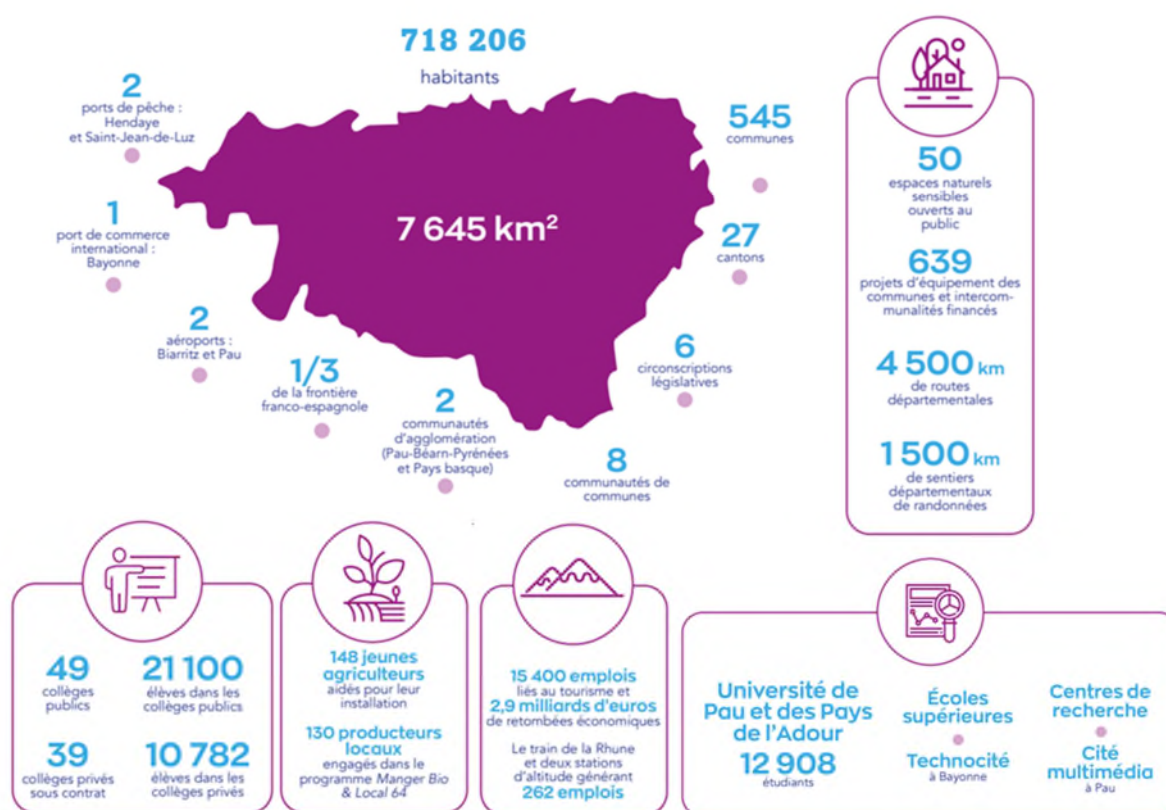 718 206
habitants
2
ports de pêche :
Hendaye
et Saint-Jean-de-Luz
1
port de commerce
international :
Bayonne
2
aéroports :
Biarritz et Pau
1/3
de la frontière
franco-espagnole
2
communautés
d'agglomération
(Pau-Béarn-Pyrénées
et Pays basque)
8
communautés de
communes
6
circonscriptions
législatives
27
cantons
545
communes
7 645 km²
50
espaces naturels
sensibles
ouverts au
public
639
projets d'équipement des
communes et intercom-
munalités financés
4 500 km
de routes
départementales
1 500 km
de sentiers
départementaux
de randonnées
49
collèges
publics
21 100
élèves dans les
collèges publics
39
collèges privés
sous contrat
10 782
élèves dans les
collèges privés
148 jeunes
agriculteurs
aidés pour leur
installation
130 producteurs
locaux
engagés dans le
programme Manger Bio
& Local 64
15 400 emplois
liés au tourisme et
2,9 milliards d'euros
de retombées économiques
Le train de la Rhune
et deux stations
d'altitude générant
262 emplois
Université de
Pau et des Pays
de l'Adour
12 908
étudiants
Écoles
supérieures
Technocité
à Bayonne
Centres de
recherche
Cité
multimédia
à Pau